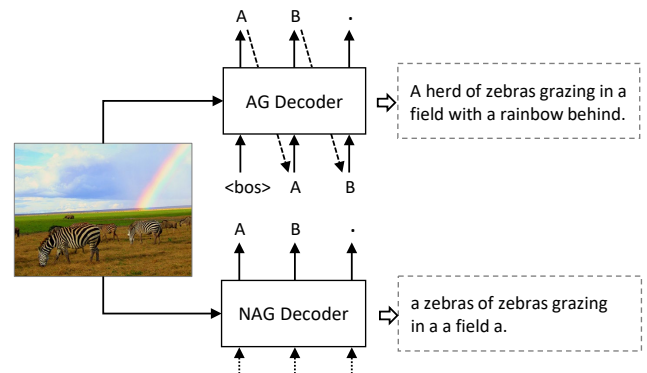 A B .
AG Decoder
A herd of zebras grazing in a
field with a rainbow behind.
<bos> A B
A B .
NAG Decoder
a zebras of zebras grazing
in a a field a.